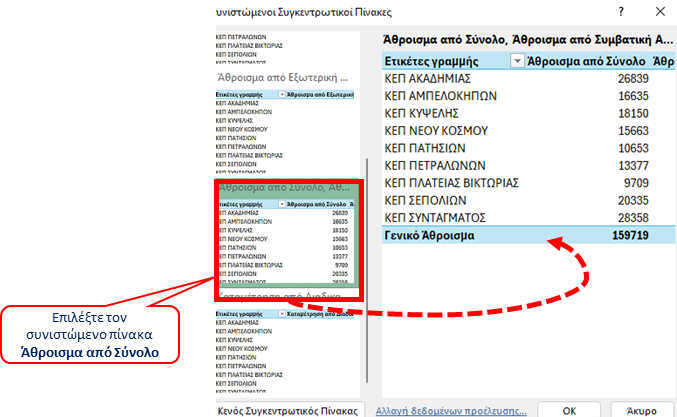 συνιστώμενοι Συγκεντρωτικοί Πίνακες
?
ΚΕΠ ΠΕΤΡΑΛΩΝΩΝ
ΚΕΠ ΠΛΑΤΕΙΑΣ ΒΙΚΤΩΡΙΑΣ
ΚΕΠ ΣΕΠΟΛΙΩΝ
ΚΕΠ ΣΥΝΤΑΓΜΑΤΟΣ
Άθροισμα από Εξωτερική ...
Ετικέτες γραμμής Άθροισμα από Εξωτερική
ΚΕΠ ΑΚΑΔΗΜΙΑΣ
ΚΕΠ ΑΜΠΕΛΟΚΗΠΩΝ
ΚΕΠ ΚΥΨΕΛΗΣ
ΚΕΠ ΝΕΟΥ ΚΟΣΜΟΥ
ΚΕΠ ΠΑΤΗΣΙΩΝ
ΚΕΠ ΠΕΤΡΑΛΩΝΩΝ
ΚΕΠ ΠΛΑΤΕΙΑΣ ΒΙΚΤΩΡΙΑΣ
ΚΕΠ ΣΕΠΟΛΙΩΝ
ΚΕΠ ΣΥΝΤΑΓΜΑΤΟΣ
Άθροισμα από Σύνολο, Άθ...
Ετικέτες γραμμής Άθροισμα από Σύνολο Ά
ΚΕΠ ΑΚΑΔΗΜΙΑΣ 26839
ΚΕΠ ΑΜΠΕΛΟΚΗΠΩΝ 16635
ΚΕΠ ΚΥΨΕΛΗΣ 18150
ΚΕΠ ΝΕΟΥ ΚΟΣΜΟΥ 15663
ΚΕΠ ΠΑΤΗΣΙΩΝ 10653
ΚΕΠ ΠΕΤΡΑΛΩΝΩΝ 13377
ΚΕΠ ΠΛΑΤΕΙΑΣ ΒΙΚΤΩΡΙΑΣ 9709
ΚΕΠ ΣΕΠΟΛΙΩΝ 20335
ΚΕΠ ΣΥΝΤΑΓΜΑΤΟΣ 28358
Καταμέτρηση από Διαδικα
Ετικέτες γραμμής Καταμέτρηση από Διαδικα
ΚΕΠ ΑΚΑΔΗΜΙΑΣ
ΚΕΠ ΑΜΠΕΛΟΚΗΠΩΝ
ΚΕΠ ΚΥΨΕΛΗΣ
ΚΕΠ ΝΕΟΥ ΚΟΣΜΟΥ
ΚΕΠ ΠΑΤΗΣΙΩΝ
ΚΕΠ ΠΕΤΡΑΛΩΝΩΝ
ΚΕΠ ΠΛΑΤΕΙΑΣ ΒΙΚΤΩΡΙΑΣ
ΚΕΠ ΣΕΠΟΛΙΩΝ
ΚΕΠ ΣΥΝΤΑΓΜΑΤΟΣ
Άθροισμα από Σύνολο, Άθροισμα από Συμβατική Α...
Ετικέτες γραμμής Άθροισμα από Σύνολο Άθρ
ΚΕΠ ΑΚΑΔΗΜΙΑΣ 26839
ΚΕΠ ΑΜΠΕΛΟΚΗΠΩΝ 16635
ΚΕΠ ΚΥΨΕΛΗΣ 18150
ΚΕΠ ΝΕΟΥ ΚΟΣΜΟΥ 15663
ΚΕΠ ΠΑΤΗΣΙΩΝ 10653
ΚΕΠ ΠΕΤΡΑΛΩΝΩΝ 13377
ΚΕΠ ΠΛΑΤΕΙΑΣ ΒΙΚΤΩΡΙΑΣ 9709
ΚΕΠ ΣΕΠΟΛΙΩΝ 20335
ΚΕΠ ΣΥΝΤΑΓΜΑΤΟΣ 28358
Γενικό Άθροισμα 159719
Επιλέξτε τον
συνιστώμενο πίνακα
Άθροισμα από Σύνολο
Κενός Συγκεντρωτικός Πίνακας
Αλλαγή δεδομένων προέλευσης...
OK
Άκυρο